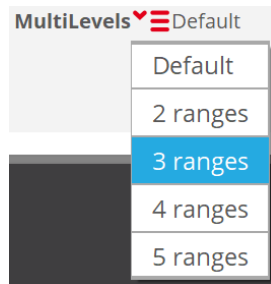 MultiLevels Default
Default
2 ranges
3 ranges
4 ranges
5 ranges